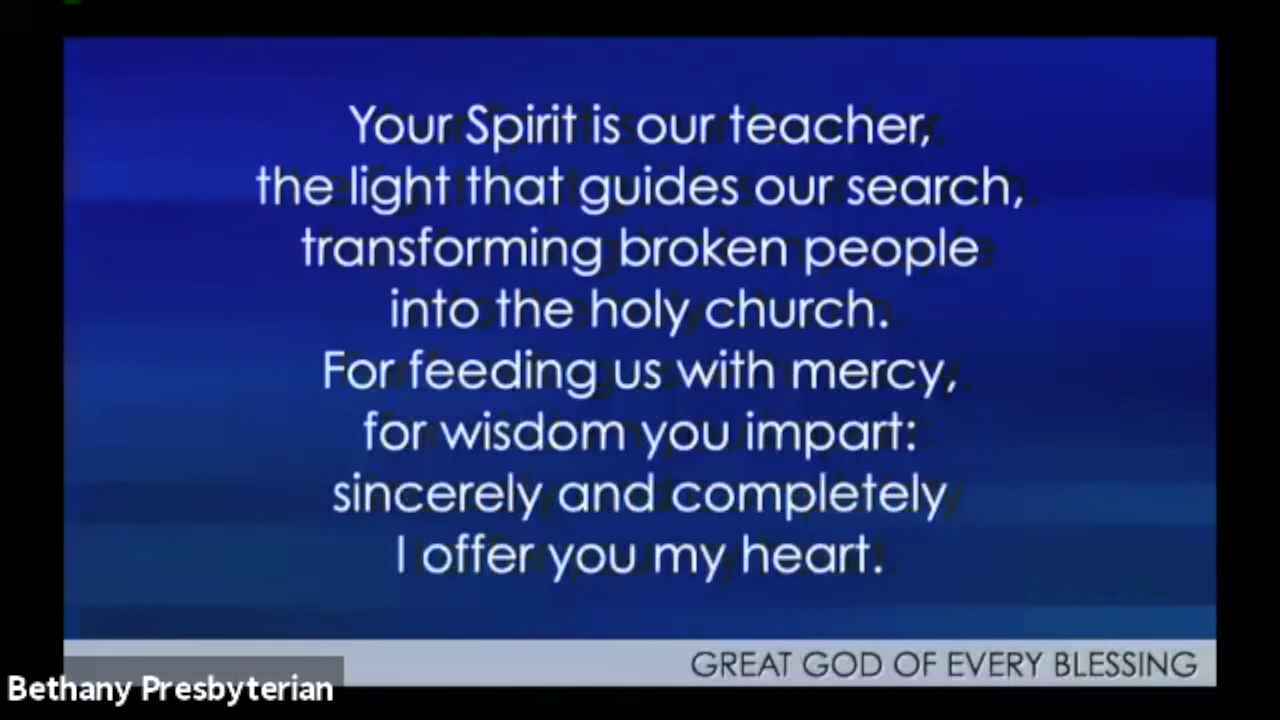 Your Spirit is our teacher,
the light that guides our search,
transforming broken people
into the holy church.
For feeding us with mercy,
for wisdom you impart:
sincerely and completely
I offer you my heart.
GREAT GOD OF EVERY BLESSING
Bethany Presbyterian